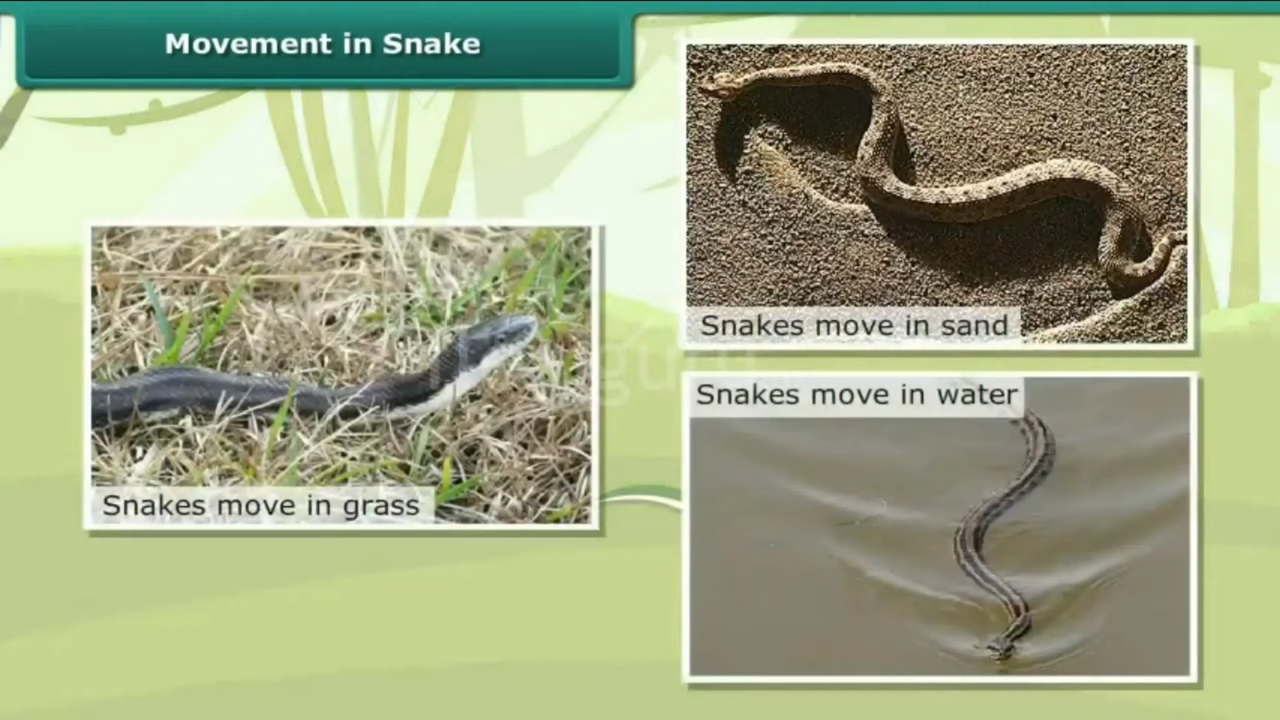 Movement in Snake
Snakes move in sand
Snakes move in water
Snakes move in grass